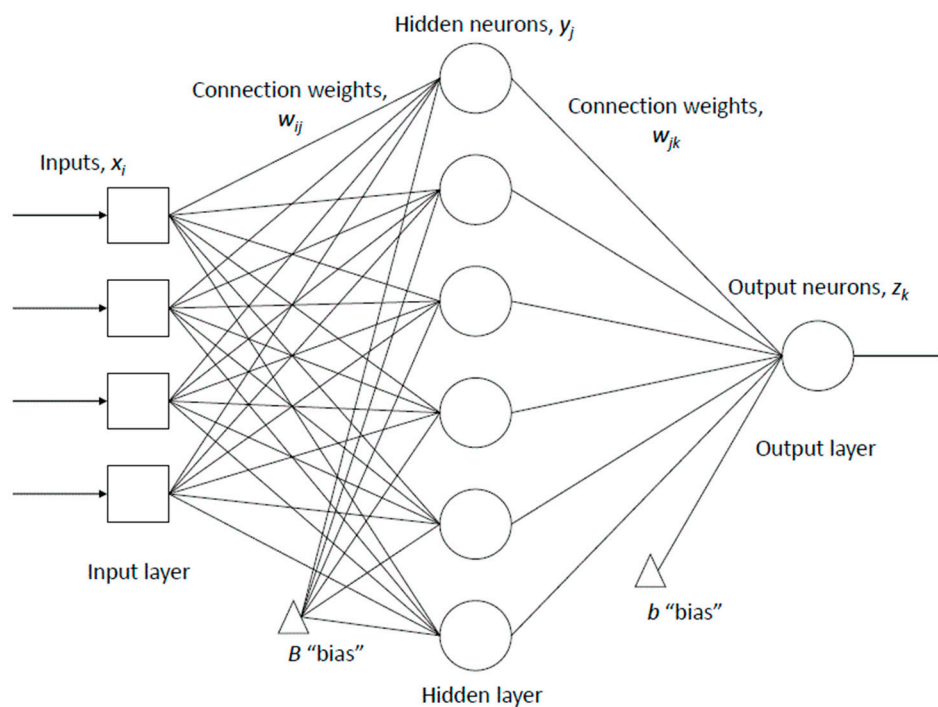 Hidden neurons, yj
Connection weights,
wij
Connection weights,
wjk
Inputs, xi
Output neurons, zk
Output layer
Input layer
B “bias”
b “bias”
Hidden layer